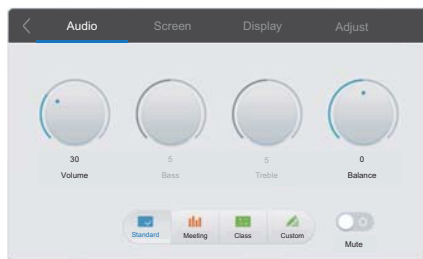 Audio Screen Display Adjust
30 5 5 0
Volume Bass Treble Balance
Standard Meeting Class Custom
Mute